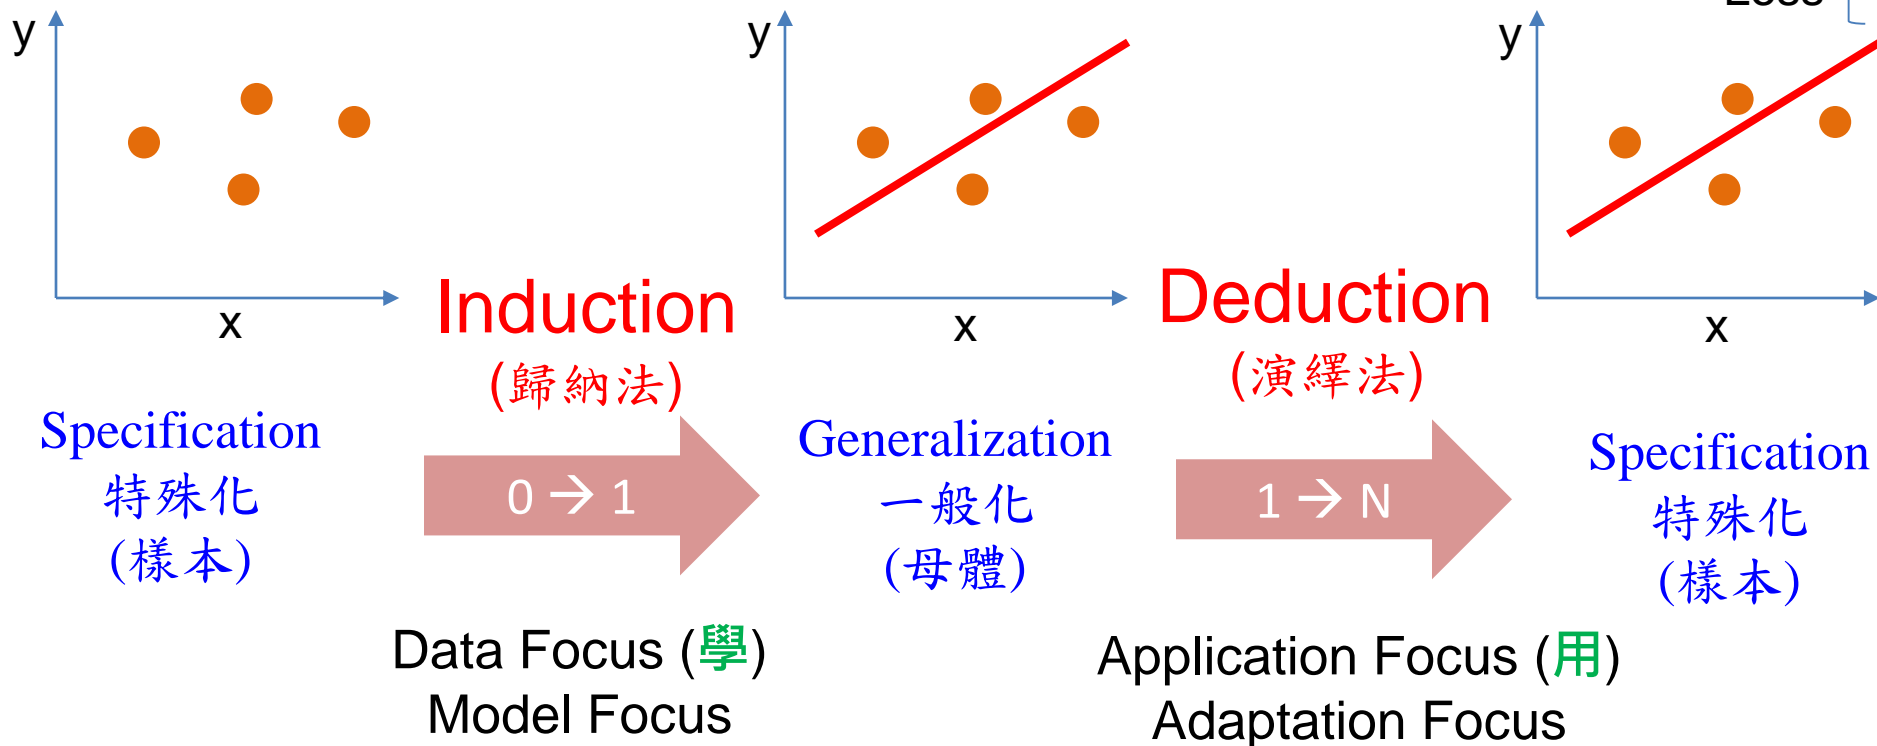 Loss
y
y
y
x
x
x
Induction
(歸納法)
Deduction
(演繹法)
Specification
特殊化
(樣本)
0 → 1
Generalization
一般化
(母體)
1 → N
Specification
特殊化
(樣本)
Data Focus (學)
Model Focus
Application Focus (用)
Adaptation Focus